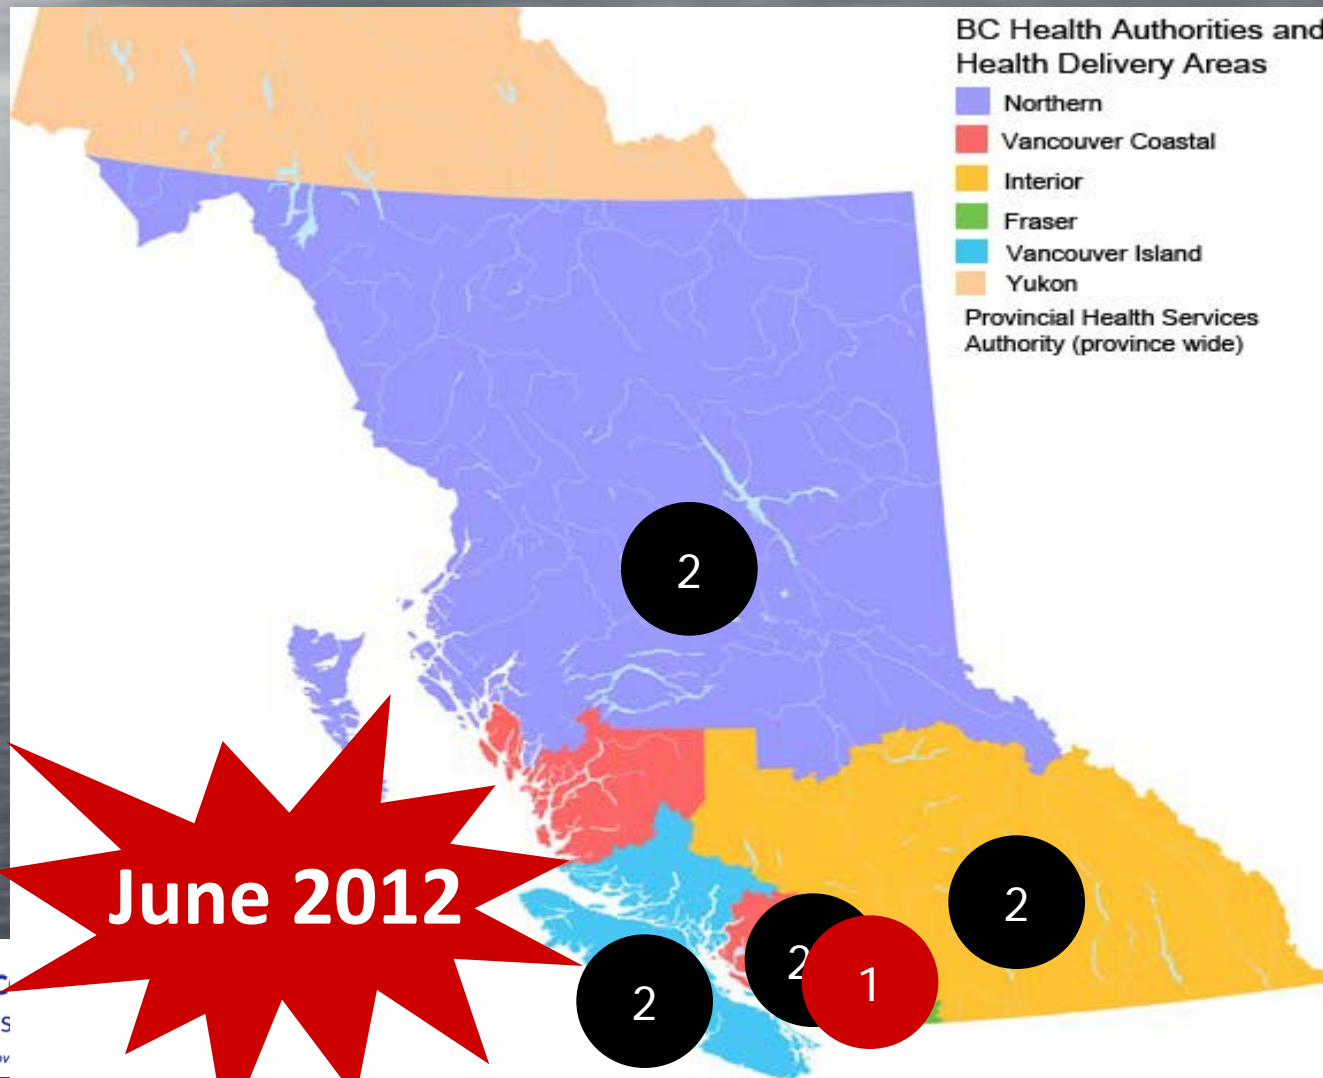 BC Health Authorities and
Health Delivery Areas
Northern
Vancouver Coastal
Interior
Fraser
Vancouver Island
Yukon
Provincial Health Services
Authority (province wide)
2
June 2012
2
2
1
2